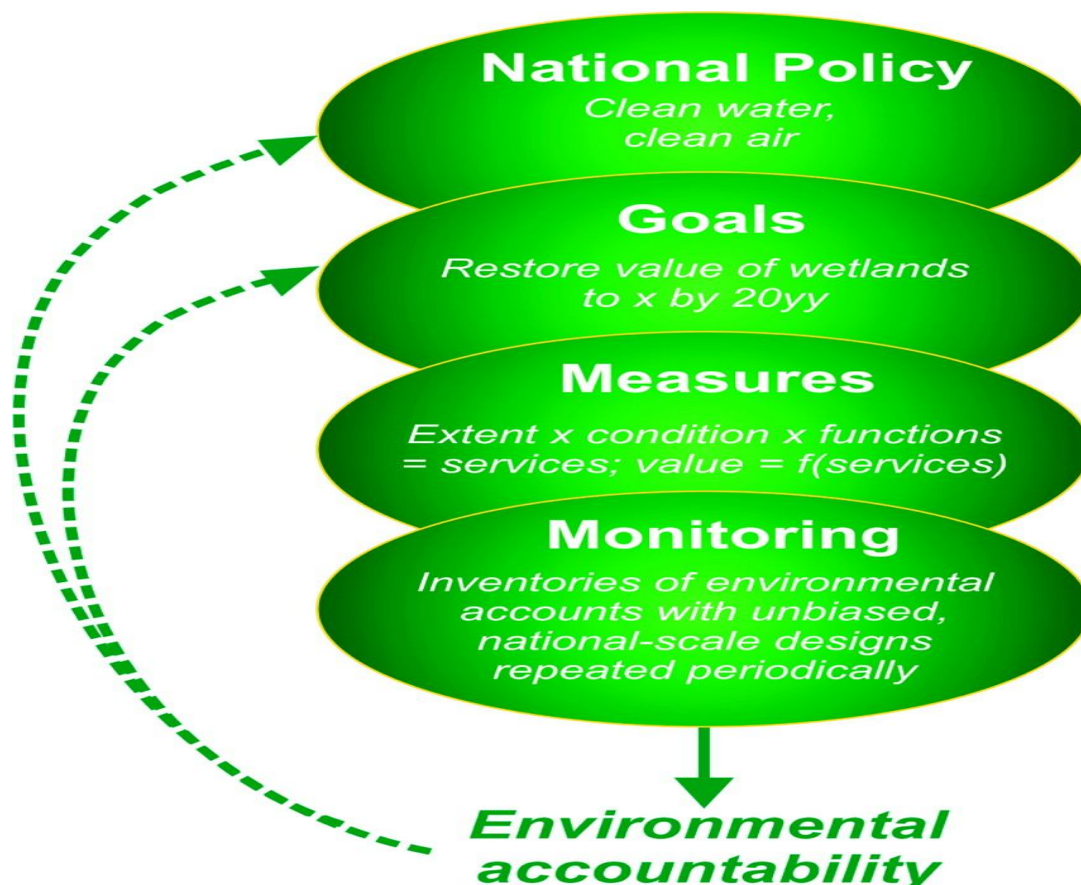 National Policy
Clean water,
clean air
Goals
Restore value of wetlands
to x by 20yy
Measures
Extent x condition x functions
= services; value = f(services)
Monitoring
Inventories of environmental
accounts with unbiased,
national-scale designs
repeated periodically
Environmental
accountability